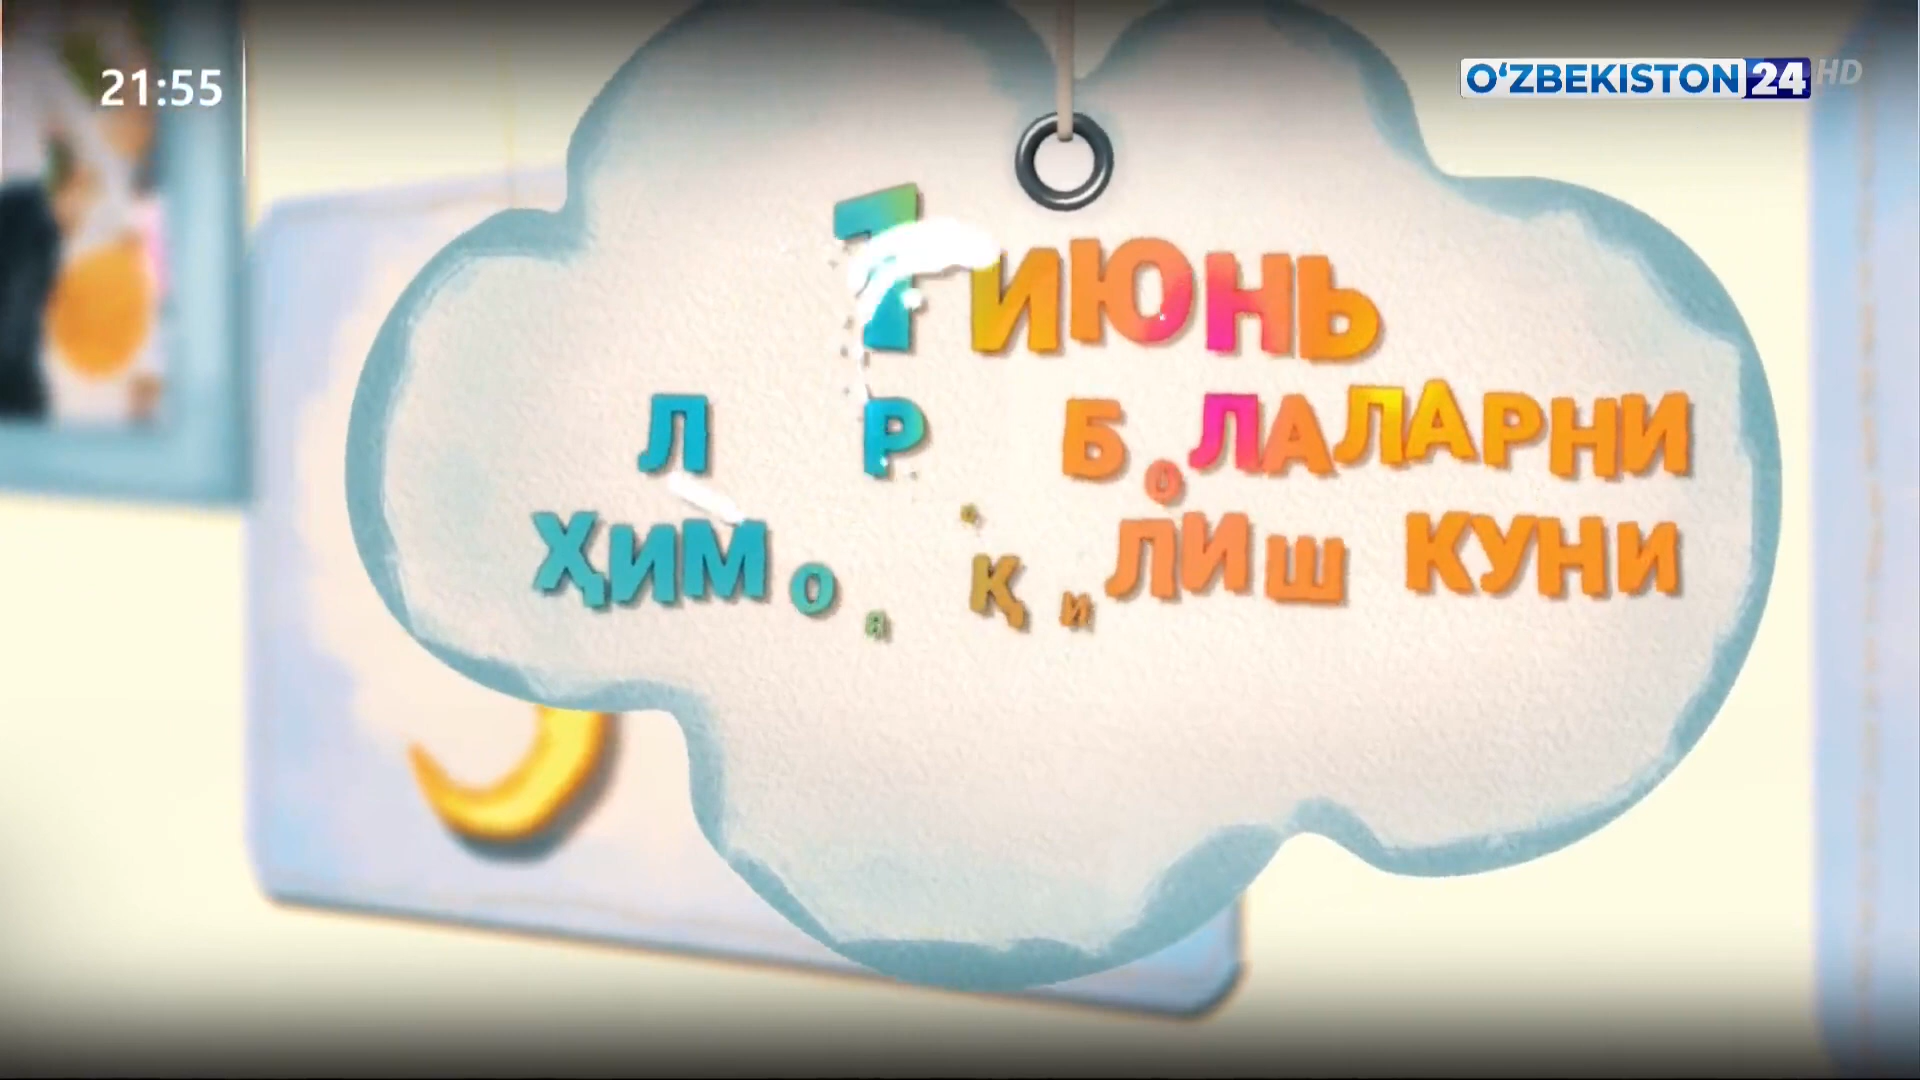 21:55
O‘ZBEKISTON 24 HD
1 ИЮНЬ
БОЛАЛАРНИ
ҲИМОЯ ҚИЛИШ КУНИ